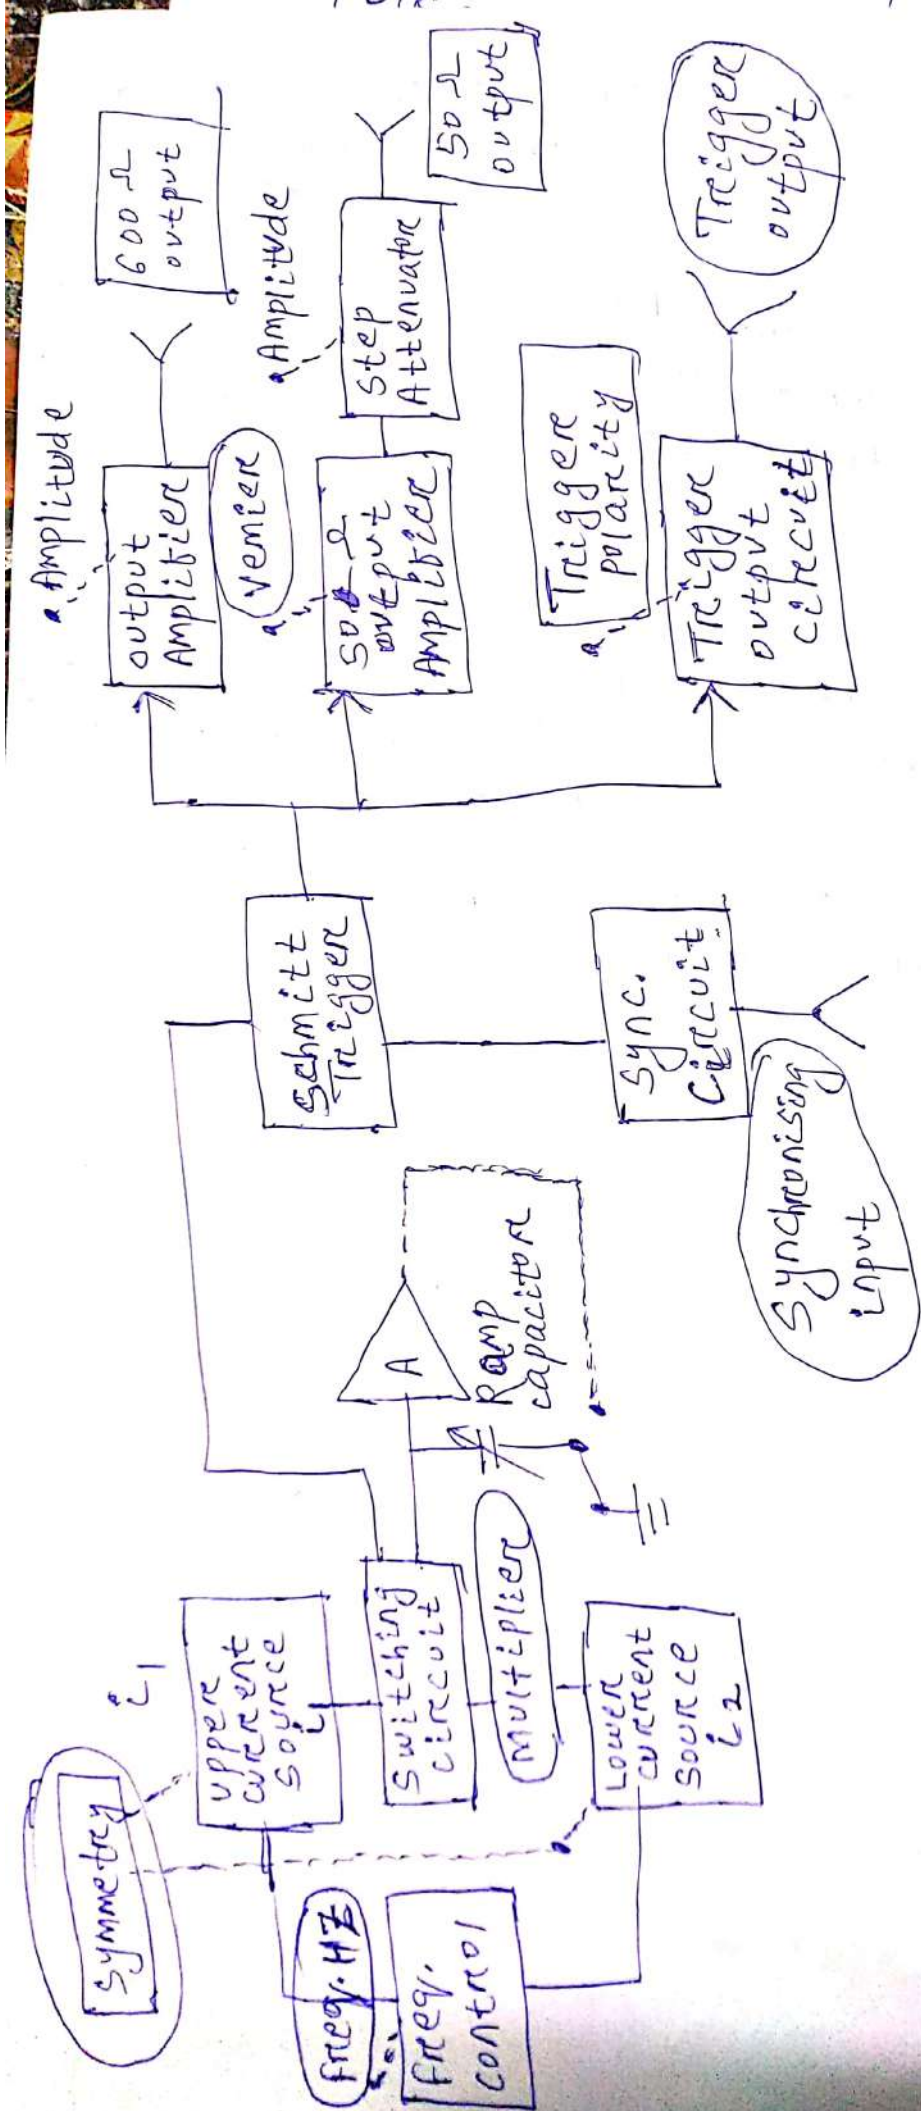 Symmetry
Freq. HZ
Freq.
control
i1
upper
current
source
i
Switching
circuit
multiplier
Lower
current
source
i2
A
Ramp
capacitor
Schmitt
Trigger
Sync.
Circuit
Synchronising
input
Amplitude
output
Amplifier
600 Ω
output
Vernier
50 Ω
output
Amplifier
Amplitude
Step
Attenuator
50 Ω
output
Trigger
polarity
Trigger
output
circuit
Trigger
output